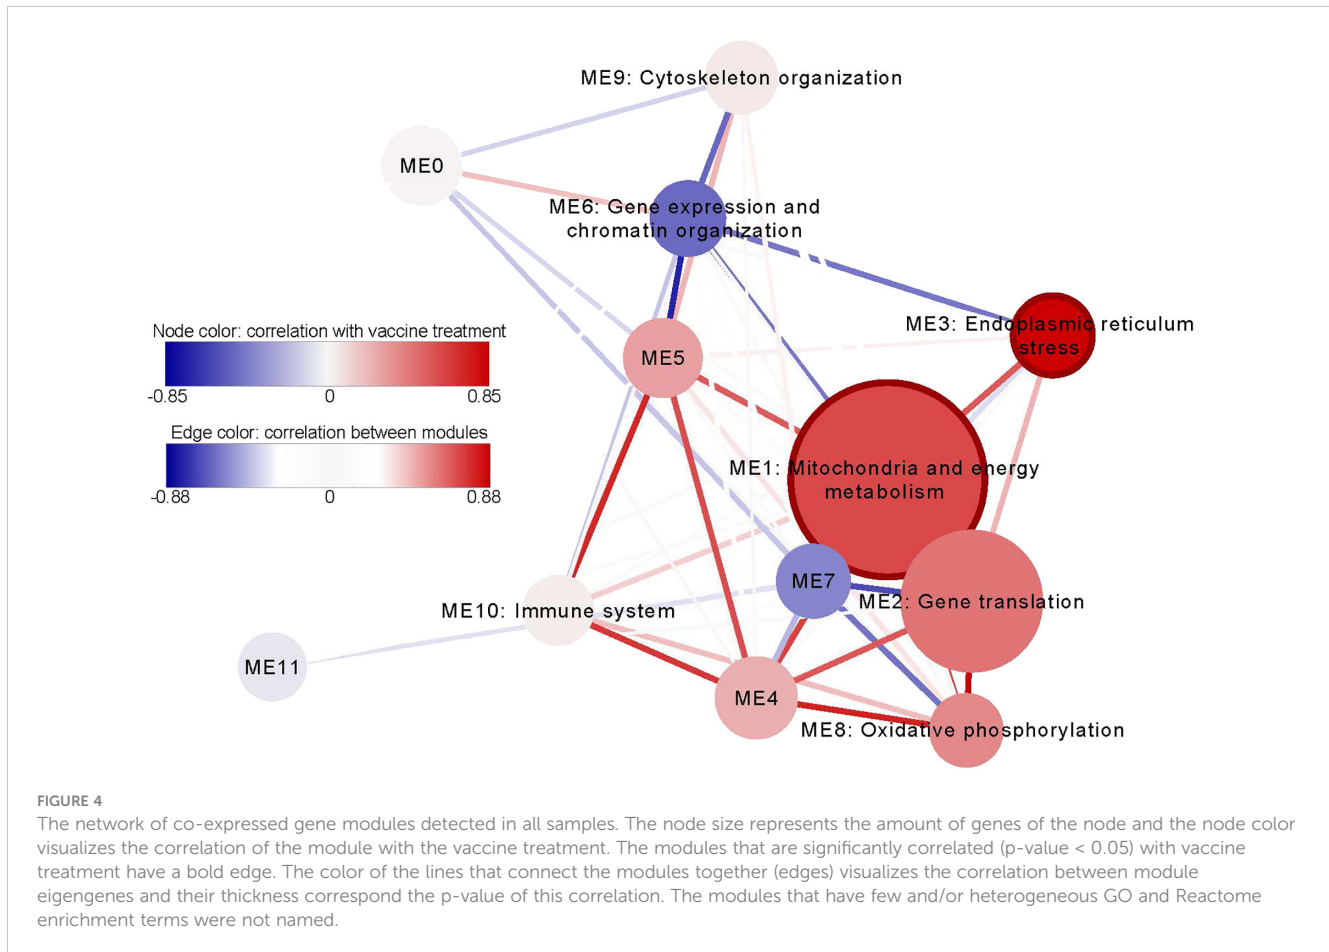 ME9: Cytoskeleton organization
ME0
ME6: Gene expression and
chromatin organization
Node color: correlation with vaccine treatment
-0.85 0 0.85
ME3: Endoplasmic reticulum
stress
ME5
Edge color: correlation between modules
-0.88 0 0.88
ME1: Mitochondria and energy
metabolism
ME7
ME2: Gene translation
ME10: Immune system
ME11
ME4
ME8: Oxidative phosphorylation
FIGURE 4
The network of co-expressed gene modules detected in all samples. The node size represents the amount of genes of the node and the node color
visualizes the correlation of the module with the vaccine treatment. The modules that are significantly correlated (p-value < 0.05) with vaccine
treatment have a bold edge. The color of the lines that connect the modules together (edges) visualizes the correlation between module
eigengenes and their thickness correspond the p-value of this correlation. The modules that have few and/or heterogeneous GO and Reactome
enrichment terms were not named.